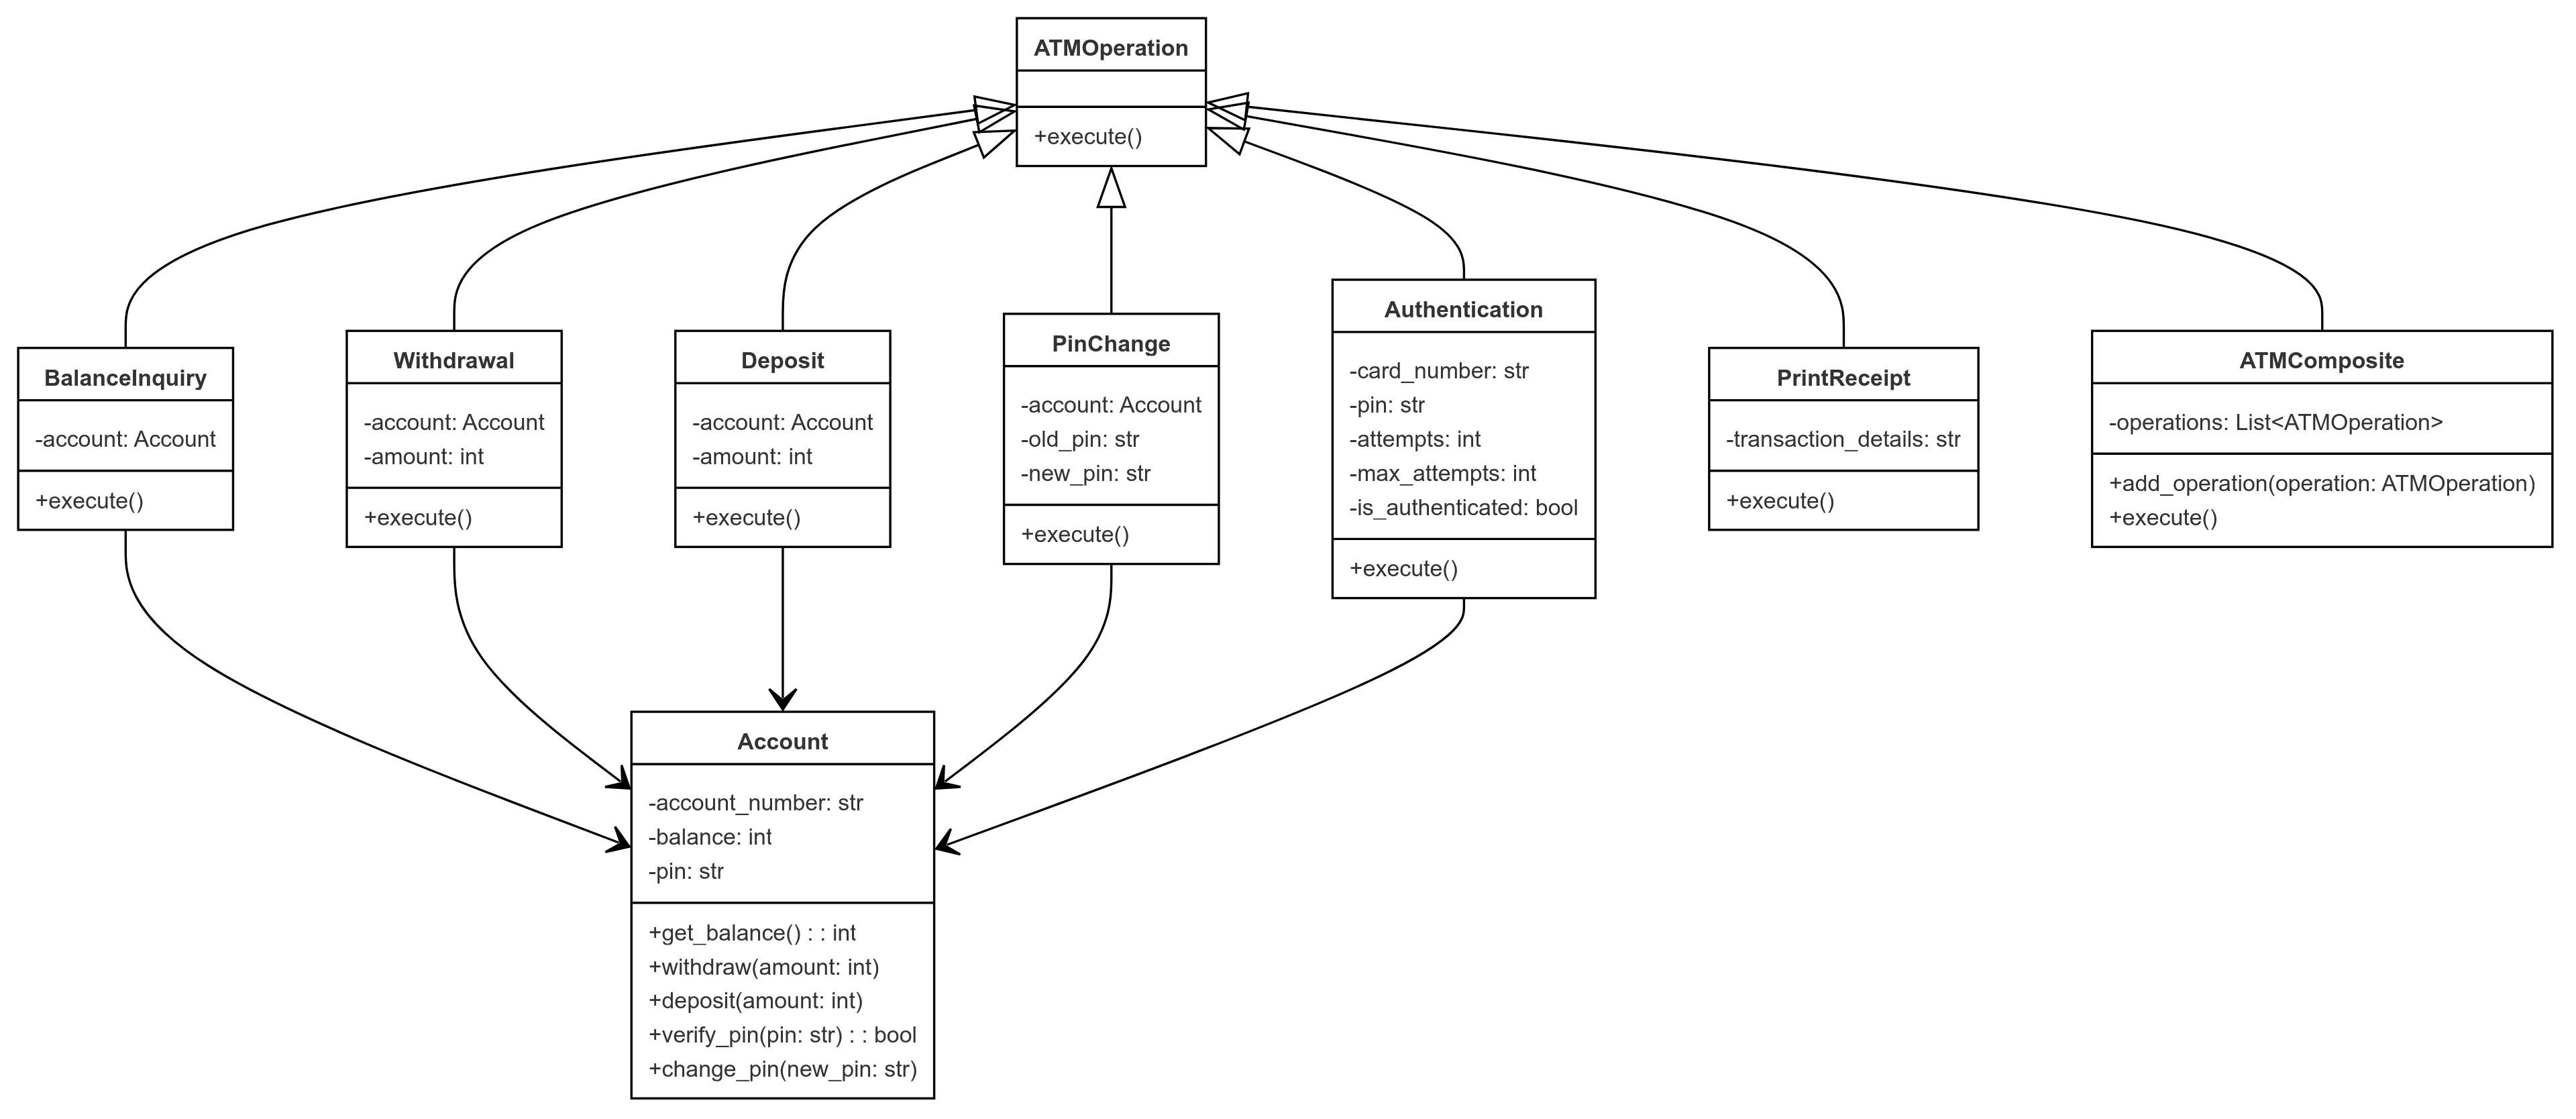 ATMOperation
+execute()
BalanceInquiry
-account: Account
+execute()
Withdrawal
-account: Account
-amount: int
+execute()
Deposit
-account: Account
-amount: int
+execute()
PinChange
-account: Account
-old_pin: str
-new_pin: str
+execute()
Authentication
-card_number: str
-pin: str
-attempts: int
-max_attempts: int
-is_authenticated: bool
+execute()
PrintReceipt
-transaction_details: str
+execute()
ATMComposite
-operations: List<ATMOperation>
+add_operation(operation: ATMOperation)
+execute()
Account
-account_number: str
-balance: int
-pin: str
+get_balance() : : int
+withdraw(amount: int)
+deposit(amount: int)
+verify_pin(pin: str) : : bool
+change_pin(new_pin: str)